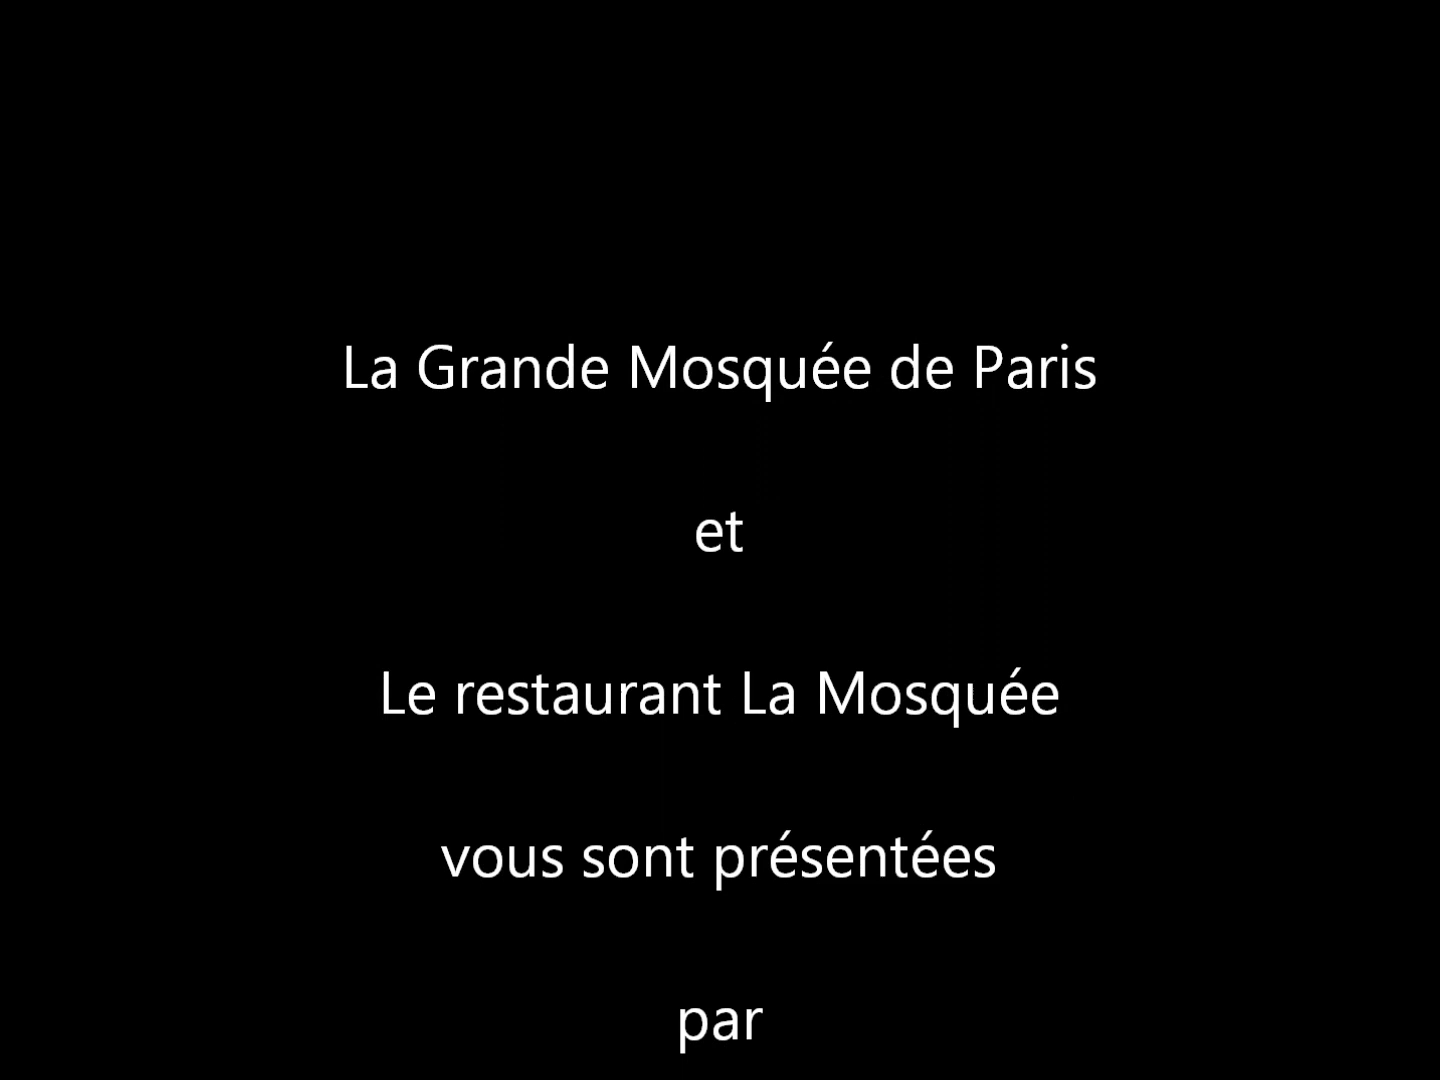 La Grande Mosquée de Paris
et
Le restaurant La Mosquée
vous sont présentées
par